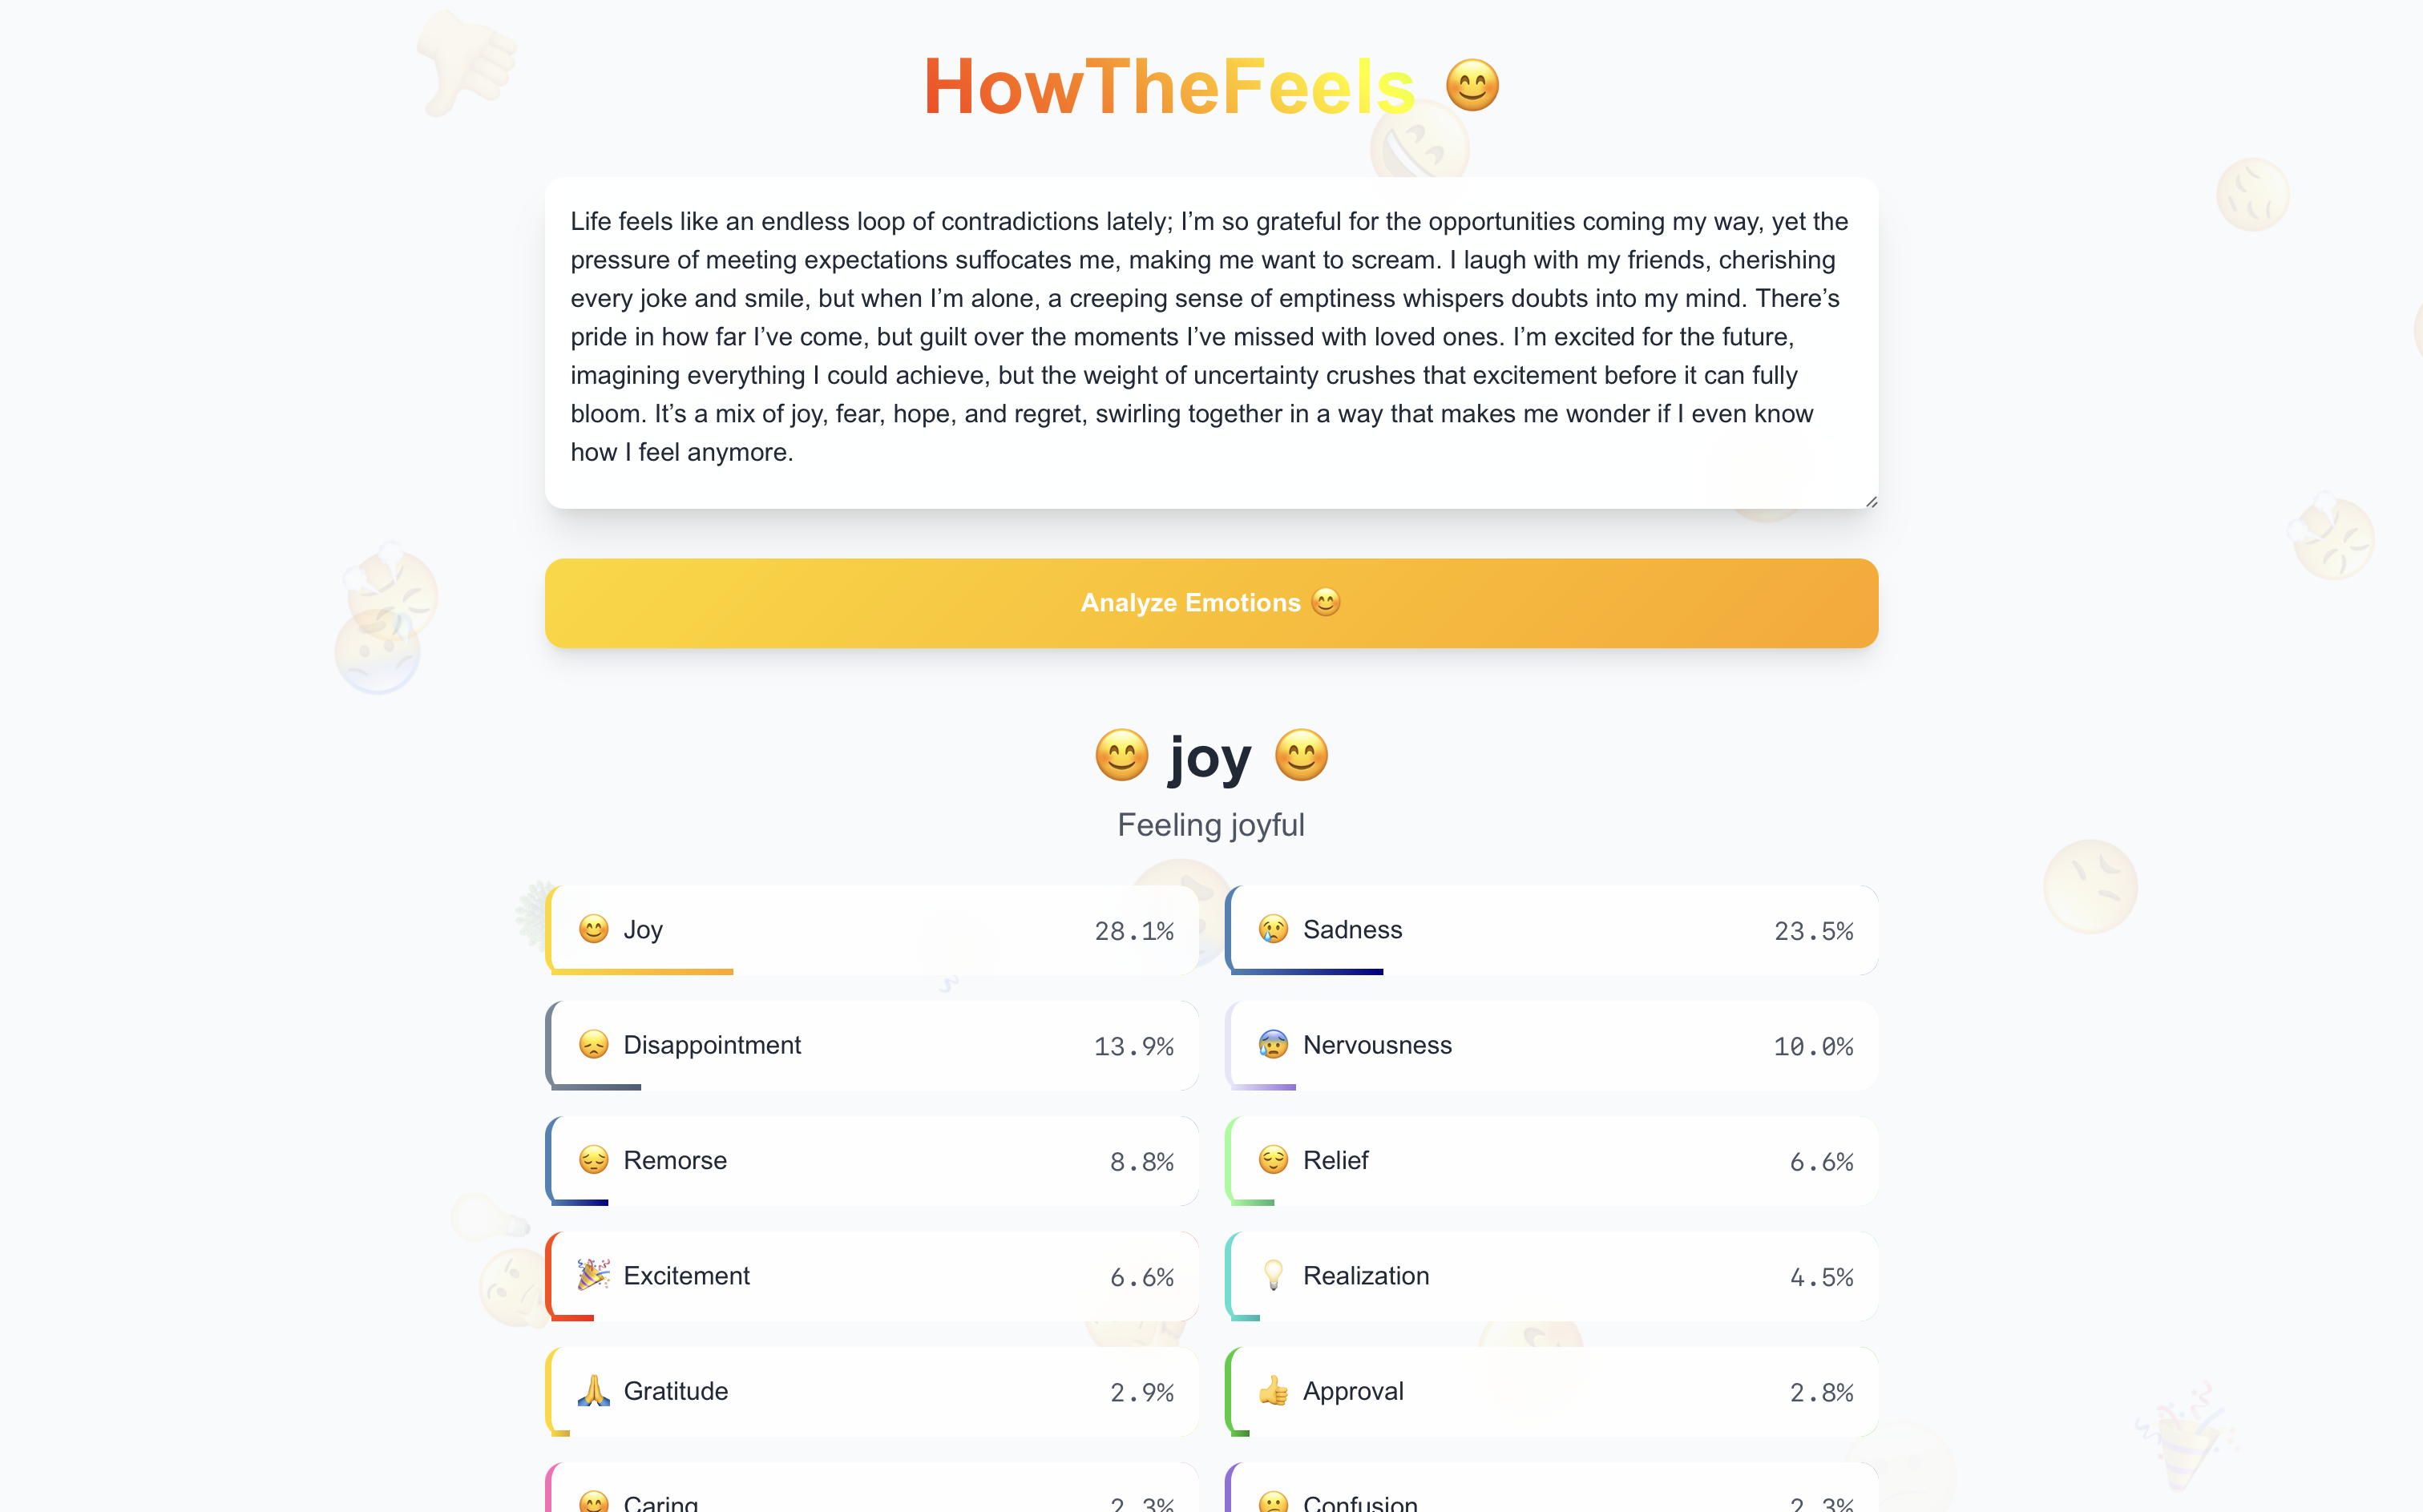 HowTheFeels 😊
Life feels like an endless loop of contradictions lately; I’m so grateful for the opportunities coming my way, yet the
pressure of meeting expectations suffocates me, making me want to scream. I laugh with my friends, cherishing
every joke and smile, but when I’m alone, a creeping sense of emptiness whispers doubts into my mind. There’s
pride in how far I’ve come, but guilt over the moments I’ve missed with loved ones. I’m excited for the future,
imagining everything I could achieve, but the weight of uncertainty crushes that excitement before it can fully
bloom. It’s a mix of joy, fear, hope, and regret, swirling together in a way that makes me wonder if I even know
how I feel anymore.
Analyze Emotions 😊
😊 joy 😊
Feeling joyful
😊 Joy 28.1%
😢 Sadness 23.5%
😞 Disappointment 13.9%
😰 Nervousness 10.0%
😔 Remorse 8.8%
😌 Relief 6.6%
🎉 Excitement 6.6%
💡 Realization 4.5%
🙏 Gratitude 2.9%
👍 Approval 2.8%
😊 Caring 2.3%
😕 Confusion 2.3%